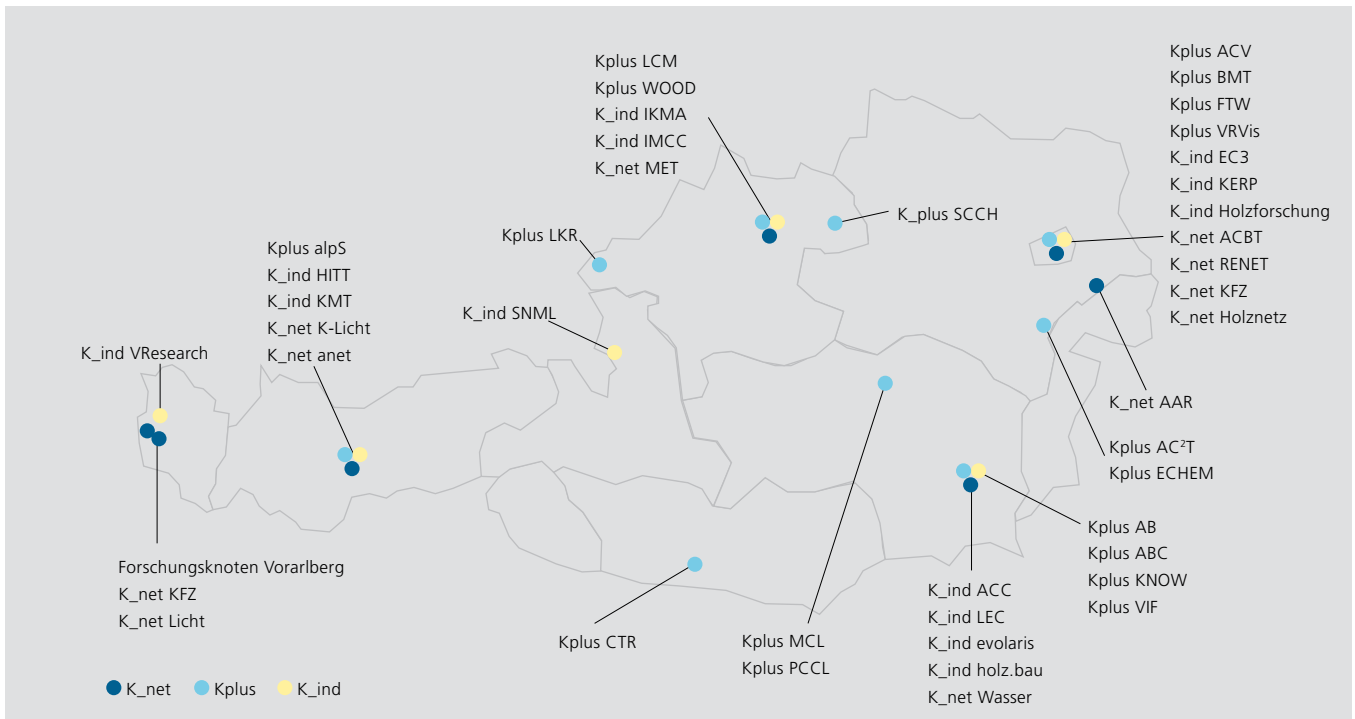 Kplus LCM
Kplus WOOD
K_ind IKMA
K_ind IMCC
K_net MET
Kplus ACV
Kplus BMT
Kplus FTW
Kplus VRVis
K_ind EC3
K_ind KERP
K_ind Holzforschung
K_net ACBT
K_net RENET
K_net KFZ
K_net Holznetz
K_plus SCCH
Kplus LKR
Kplus alpS
K_ind HITT
K_ind KMT
K_net K-Licht
K_net anet
K_ind SNML
K_ind VResearch
K_net AAR
Kplus AC²T
Kplus ECHEM
Kplus AB
Kplus ABC
Kplus KNOW
Kplus VIF
Forschungsknoten Vorarlberg
K_net KFZ
K_net Licht
K_ind ACC
K_ind LEC
K_ind evolaris
K_ind holz.bau
K_net Wasser
Kplus CTR
Kplus MCL
Kplus PCCL
K_net Kplus K_ind